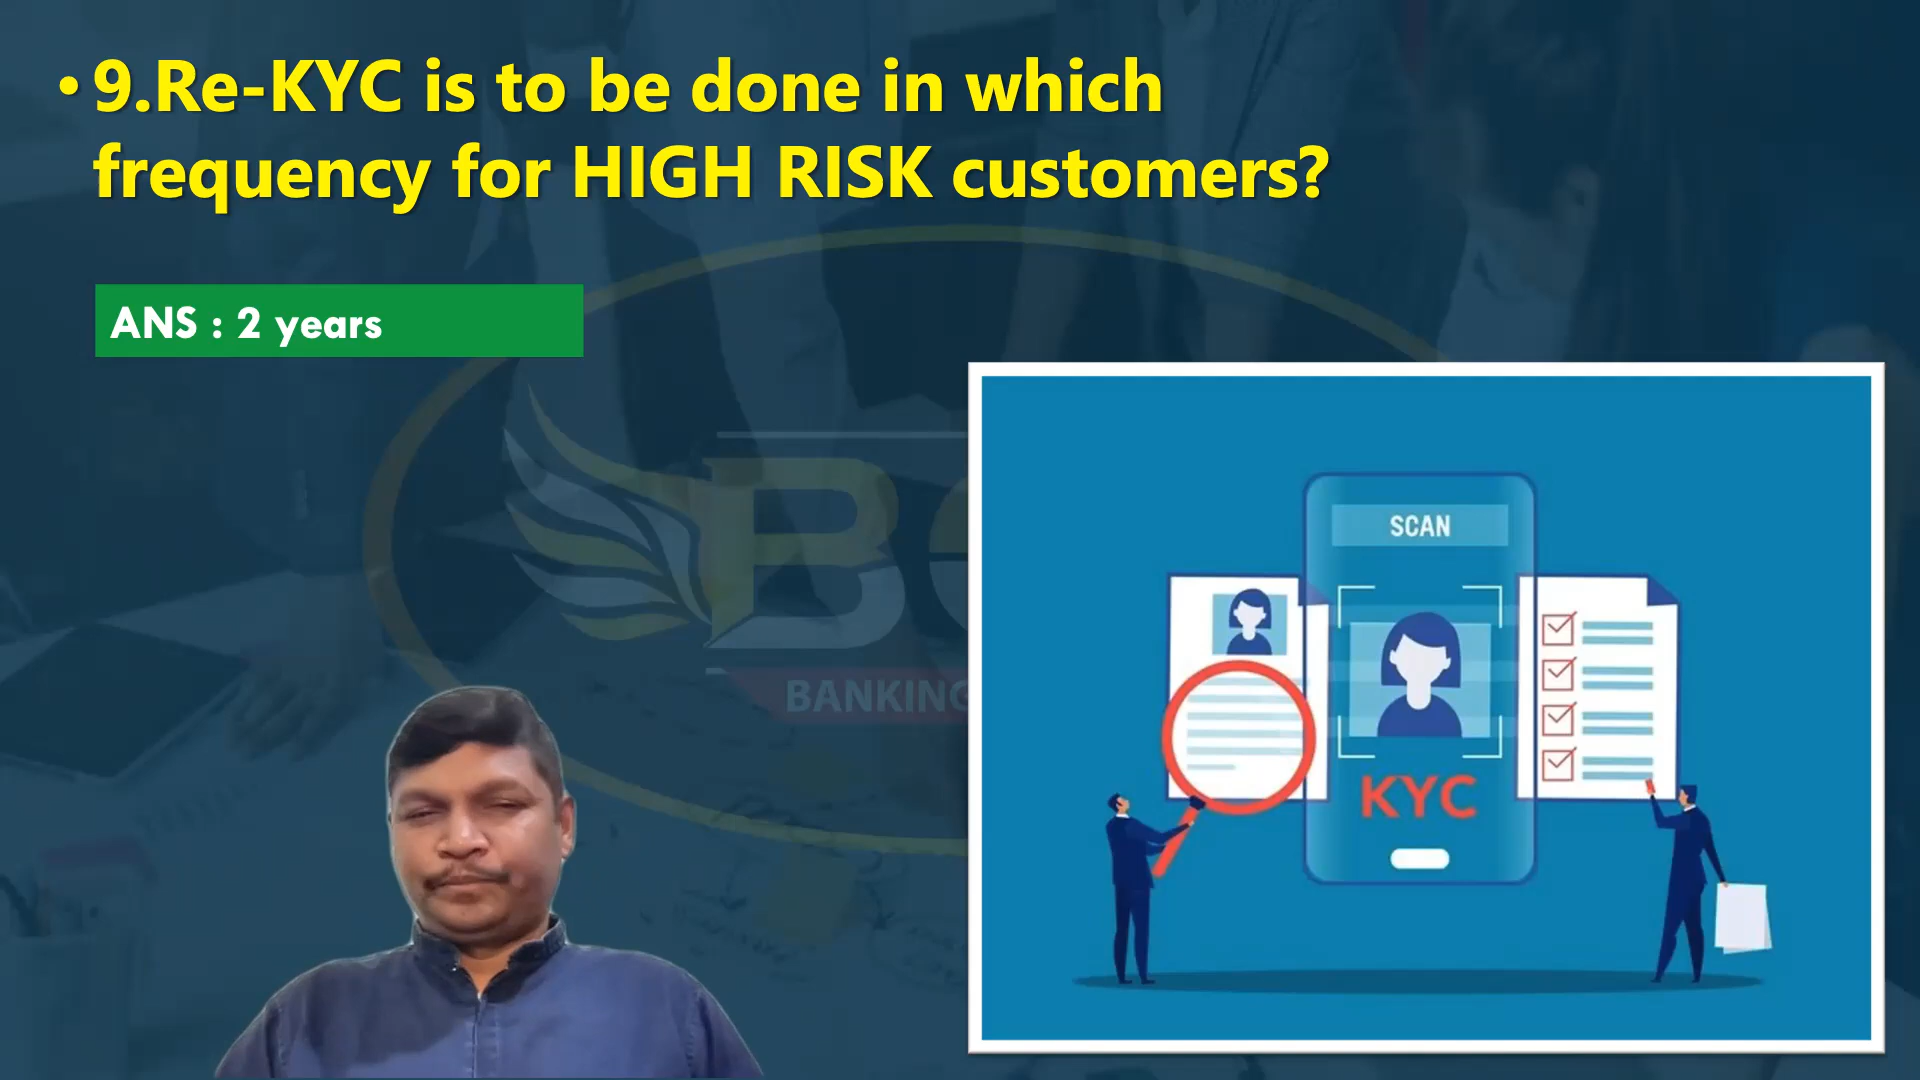 • 9.Re-KYC is to be done in which
frequency for HIGH RISK customers?
ANS : 2 years
SCAN
KYC
BANKING